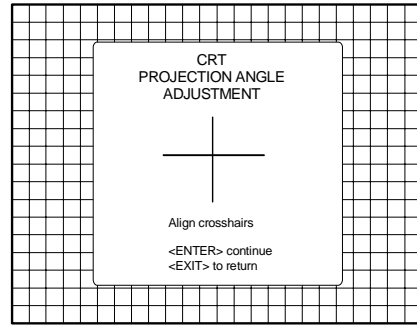 CRT
PROJECTION ANGLE
ADJUSTMENT
Align crosshairs
<ENTER> continue
<EXIT> to return